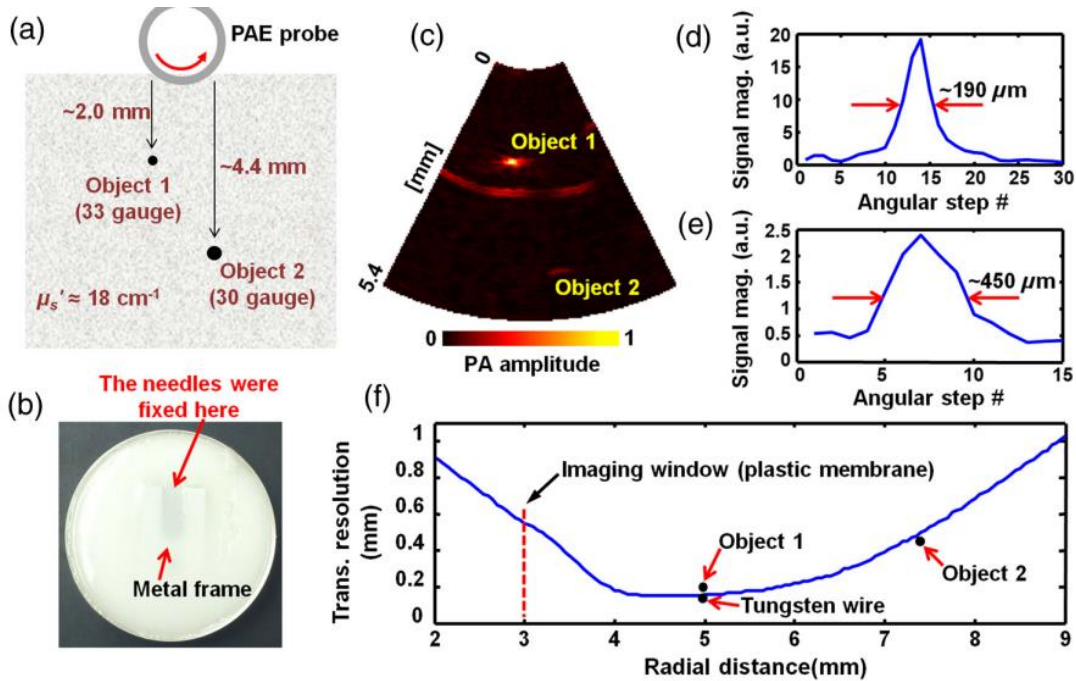 (a)
PAE probe
~2.0 mm
~4.4 mm
Object 1
(33 gauge)
Object 2
(30 gauge)
μs' ≈ 18 cm-1
(b)
The needles were
fixed here
Metal frame
(c)
0
[mm]
5.4
Object 1
Object 2
0
1
PA amplitude
(d)
Signal mag. (a.u.)
20
15
10
5
0
~190 μm
0 5 10 15 20 25 30
Angular step #
(e)
Signal mag. (a.u.)
2.5
2
1.5
1
0.5
0
~450 μm
0 5 10 15
Angular step #
(f)
Trans. resolution
(mm)
1
0.8
0.6
0.4
0.2
0
Imaging window (plastic membrane)
Object 1
Tungsten wire
Object 2
2 3 4 5 6 7 8 9
Radial distance(mm)